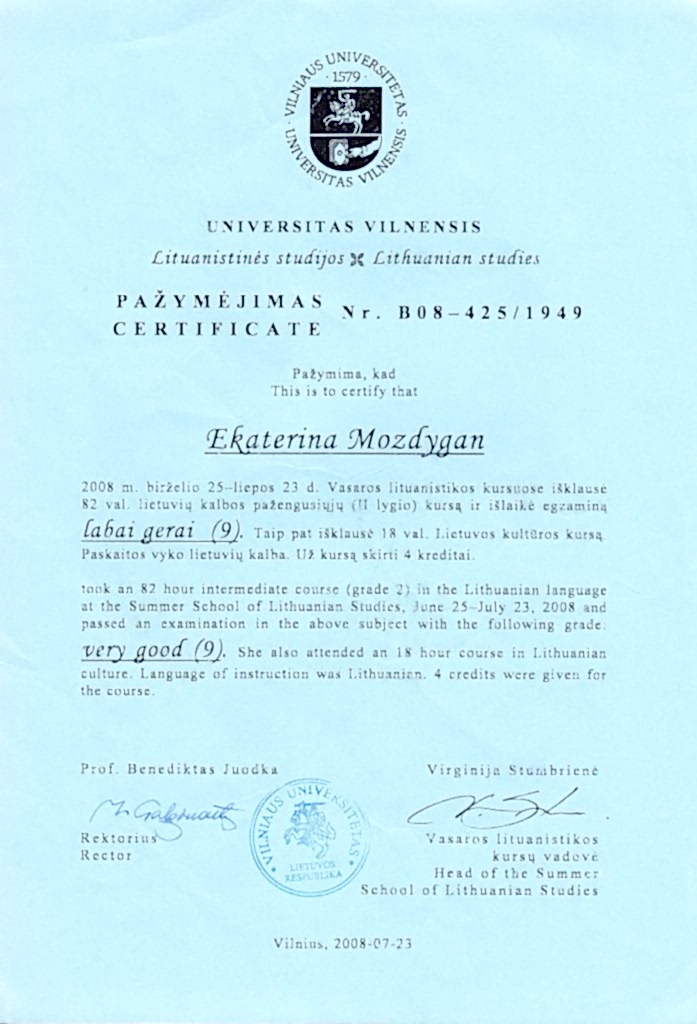 VILNIAUS UNIVERSITETAS
· 1579 ·
UNIVERSITAS VILNENSIS
UNIVERSITAS VILNENSIS
Lituanistinės studijos ⌘ Lithuanian studies
PAŽYMĖJIMAS
CERTIFICATE
Nr. B08–425/1949
Pažymima, kad
This is to certify that
Ekaterina Mozdygan
2008 m. birželio 25–liepos 23 d. Vasaros lituanistikos kursuose išklausė
82 val. lietuvių kalbos pažengusiųjų (II lygio) kursą ir išlaikė egzaminą
labai gerai (9). Taip pat išklausė 18 val. Lietuvos kultūros kursą.
Paskaitos vyko lietuvių kalba. Už kursą skirti 4 kreditai.
took an 82 hour intermediate course (grade 2) in the Lithuanian language
at the Summer School of Lithuanian Studies, June 25–July 23, 2008 and
passed an examination in the above subject with the following grade:
very good (9). She also attended an 18 hour course in Lithuanian
culture. Language of instruction was Lithuanian. 4 credits were given for
the course.
Prof. Benediktas Juodka
Virginija Stumbrienė
Rektorius
Rector
VILNIAUS UNIVERSITETAS
LIETUVOS
RESPUBLIKA
Vasaros lituanistikos
kursų vadovė
Head of the Summer
School of Lithuanian Studies
Vilnius, 2008-07-23